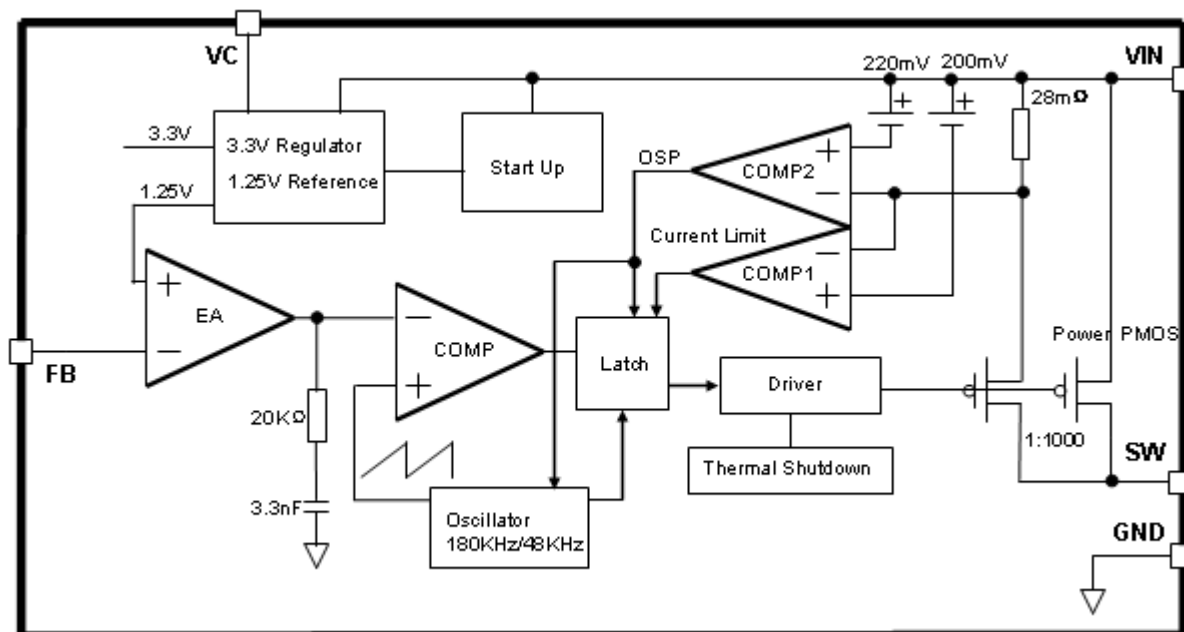 VC
220mV 200mV
VIN
28mΩ
3.3V
3.3V Regulator
1.25V Reference
1.25V
Start Up
OSP
+
+
+
COMP2
−
Current Limit
−
COMP1
+
+
EA
−
FB
−
COMP
+
Latch
Driver
Power PMOS
1:1000
Thermal Shutdown
SW
20KΩ
3.3nF
Oscillator
180KHz/48KHz
GND